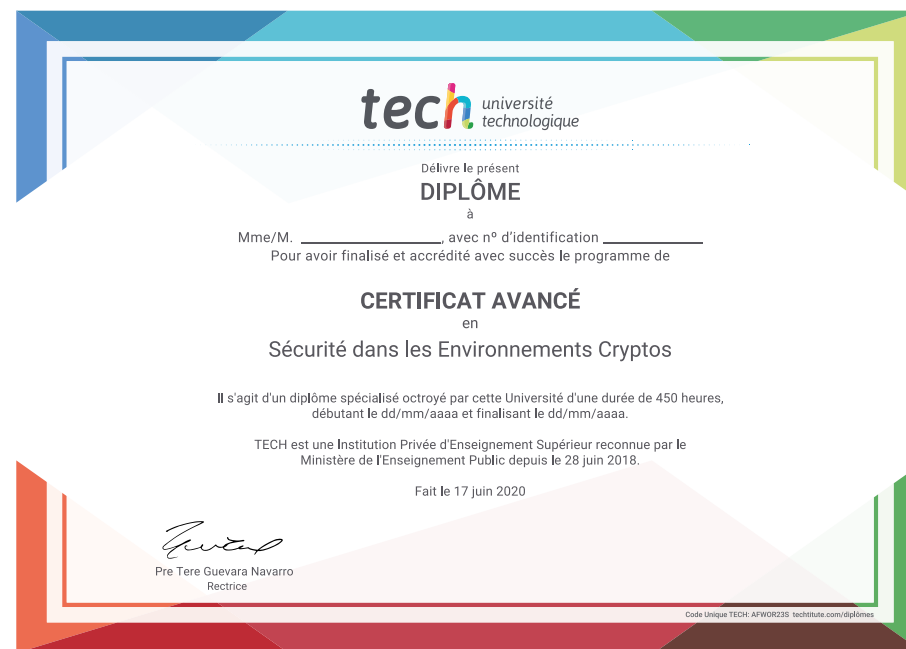 tech université
technologique
Délivre le présent
DIPLÔME
à
Mme/M. ____________________, avec nº d'identification ______________
Pour avoir finalisé et accrédité avec succès le programme de
CERTIFICAT AVANCÉ
en
Sécurité dans les Environnements Cryptos
Il s'agit d'un diplôme spécialisé octroyé par cette Université d'une durée de 450 heures,
débutant le dd/mm/aaaa et finalisant le dd/mm/aaaa.
TECH est une Institution Privée d'Enseignement Supérieur reconnue par le
Ministère de l'Enseignement Public depuis le 28 juin 2018.
Fait le 17 juin 2020
Pre Tere Guevara Navarro
Rectrice
Code Unique TECH: AFWOR23S techtitute.com/diplômes